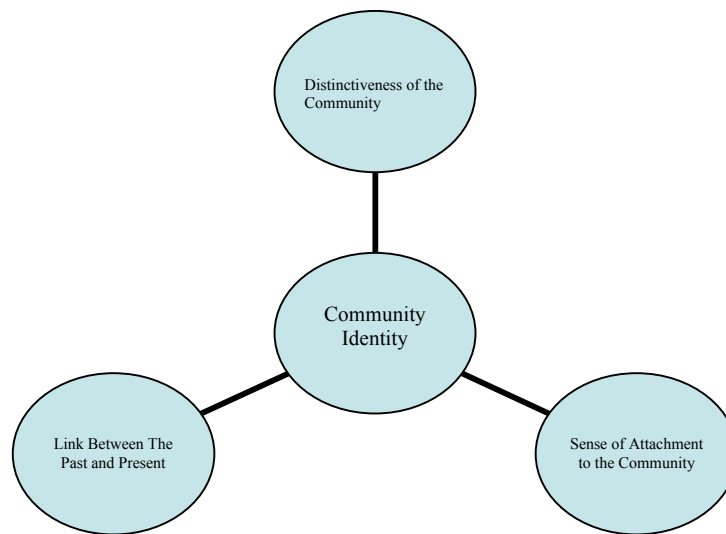 Distinctiveness of the
Community
Community
Identity
Link Between The
Past and Present
Sense of Attachment
to the Community